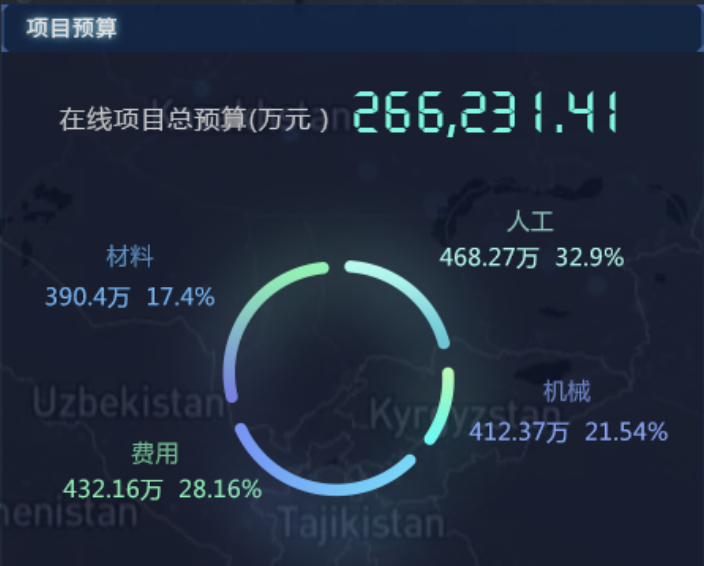 项目预算
在线项目总预算(万元 ) 266,231.41
人工
468.27万 32.9%
材料
390.4万 17.4%
机械
412.37万 21.54%
费用
432.16万 28.16%
Uzbekistan
Kyrgyzstan
Tajikistan